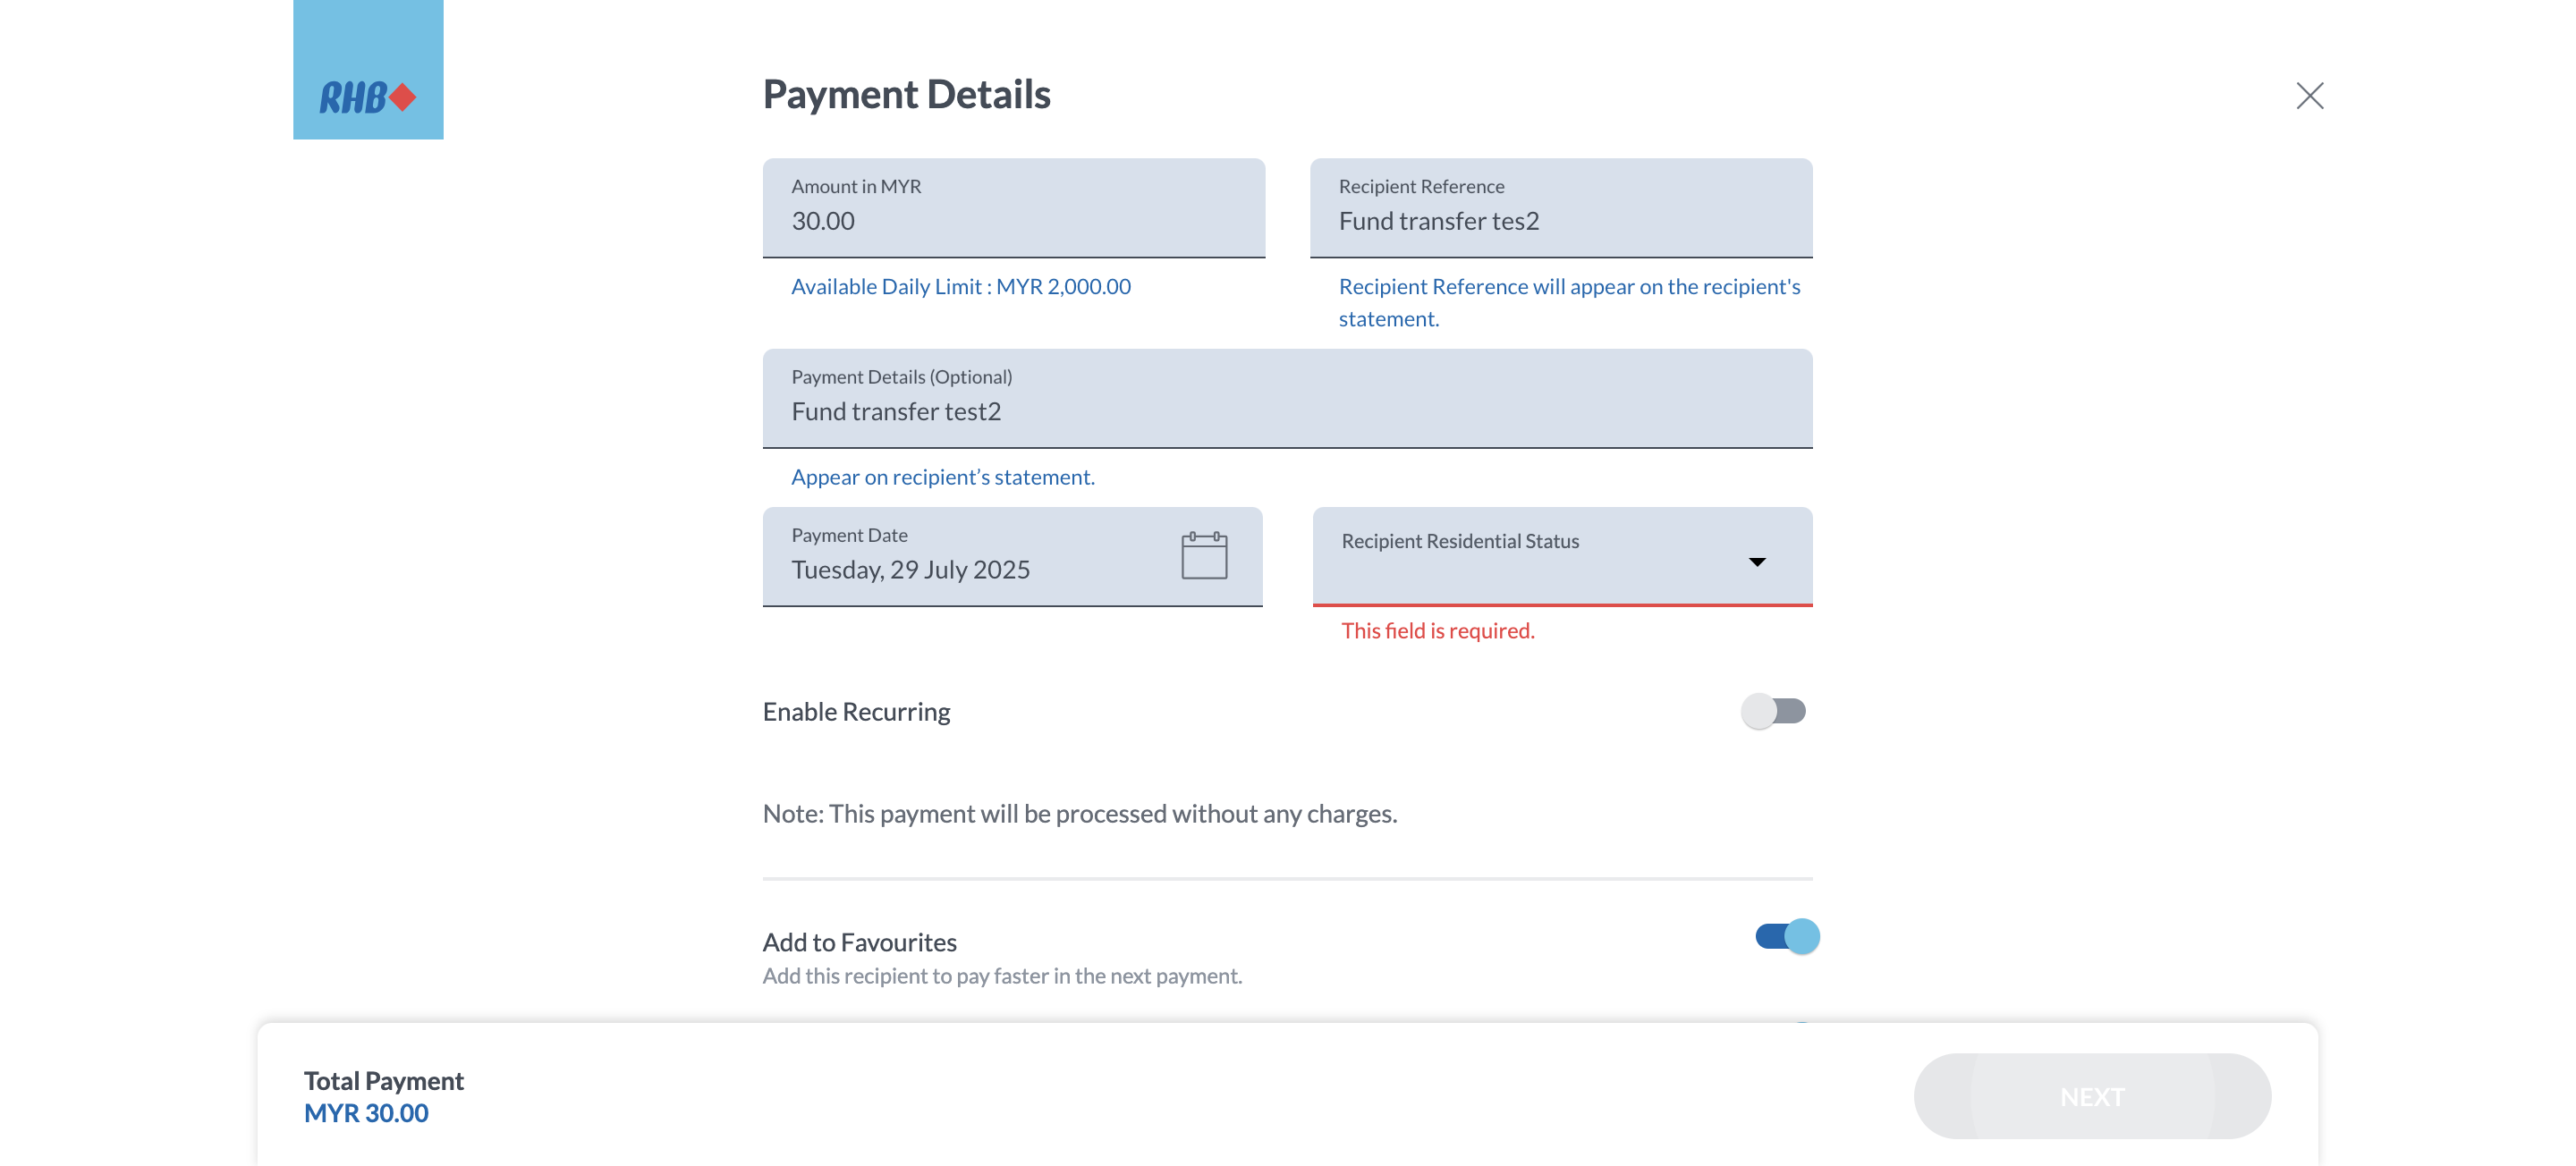 RHB
Payment Details
Amount in MYR
30.00
Recipient Reference
Fund transfer tes2
Available Daily Limit : MYR 2,000.00
Recipient Reference will appear on the recipient's
statement.
Payment Details (Optional)
Fund transfer test2
Appear on recipient’s statement.
Payment Date
Tuesday, 29 July 2025
Recipient Residential Status
This field is required.
Enable Recurring
Note: This payment will be processed without any charges.
Add to Favourites
Add this recipient to pay faster in the next payment.
Total Payment
MYR 30.00
NEXT